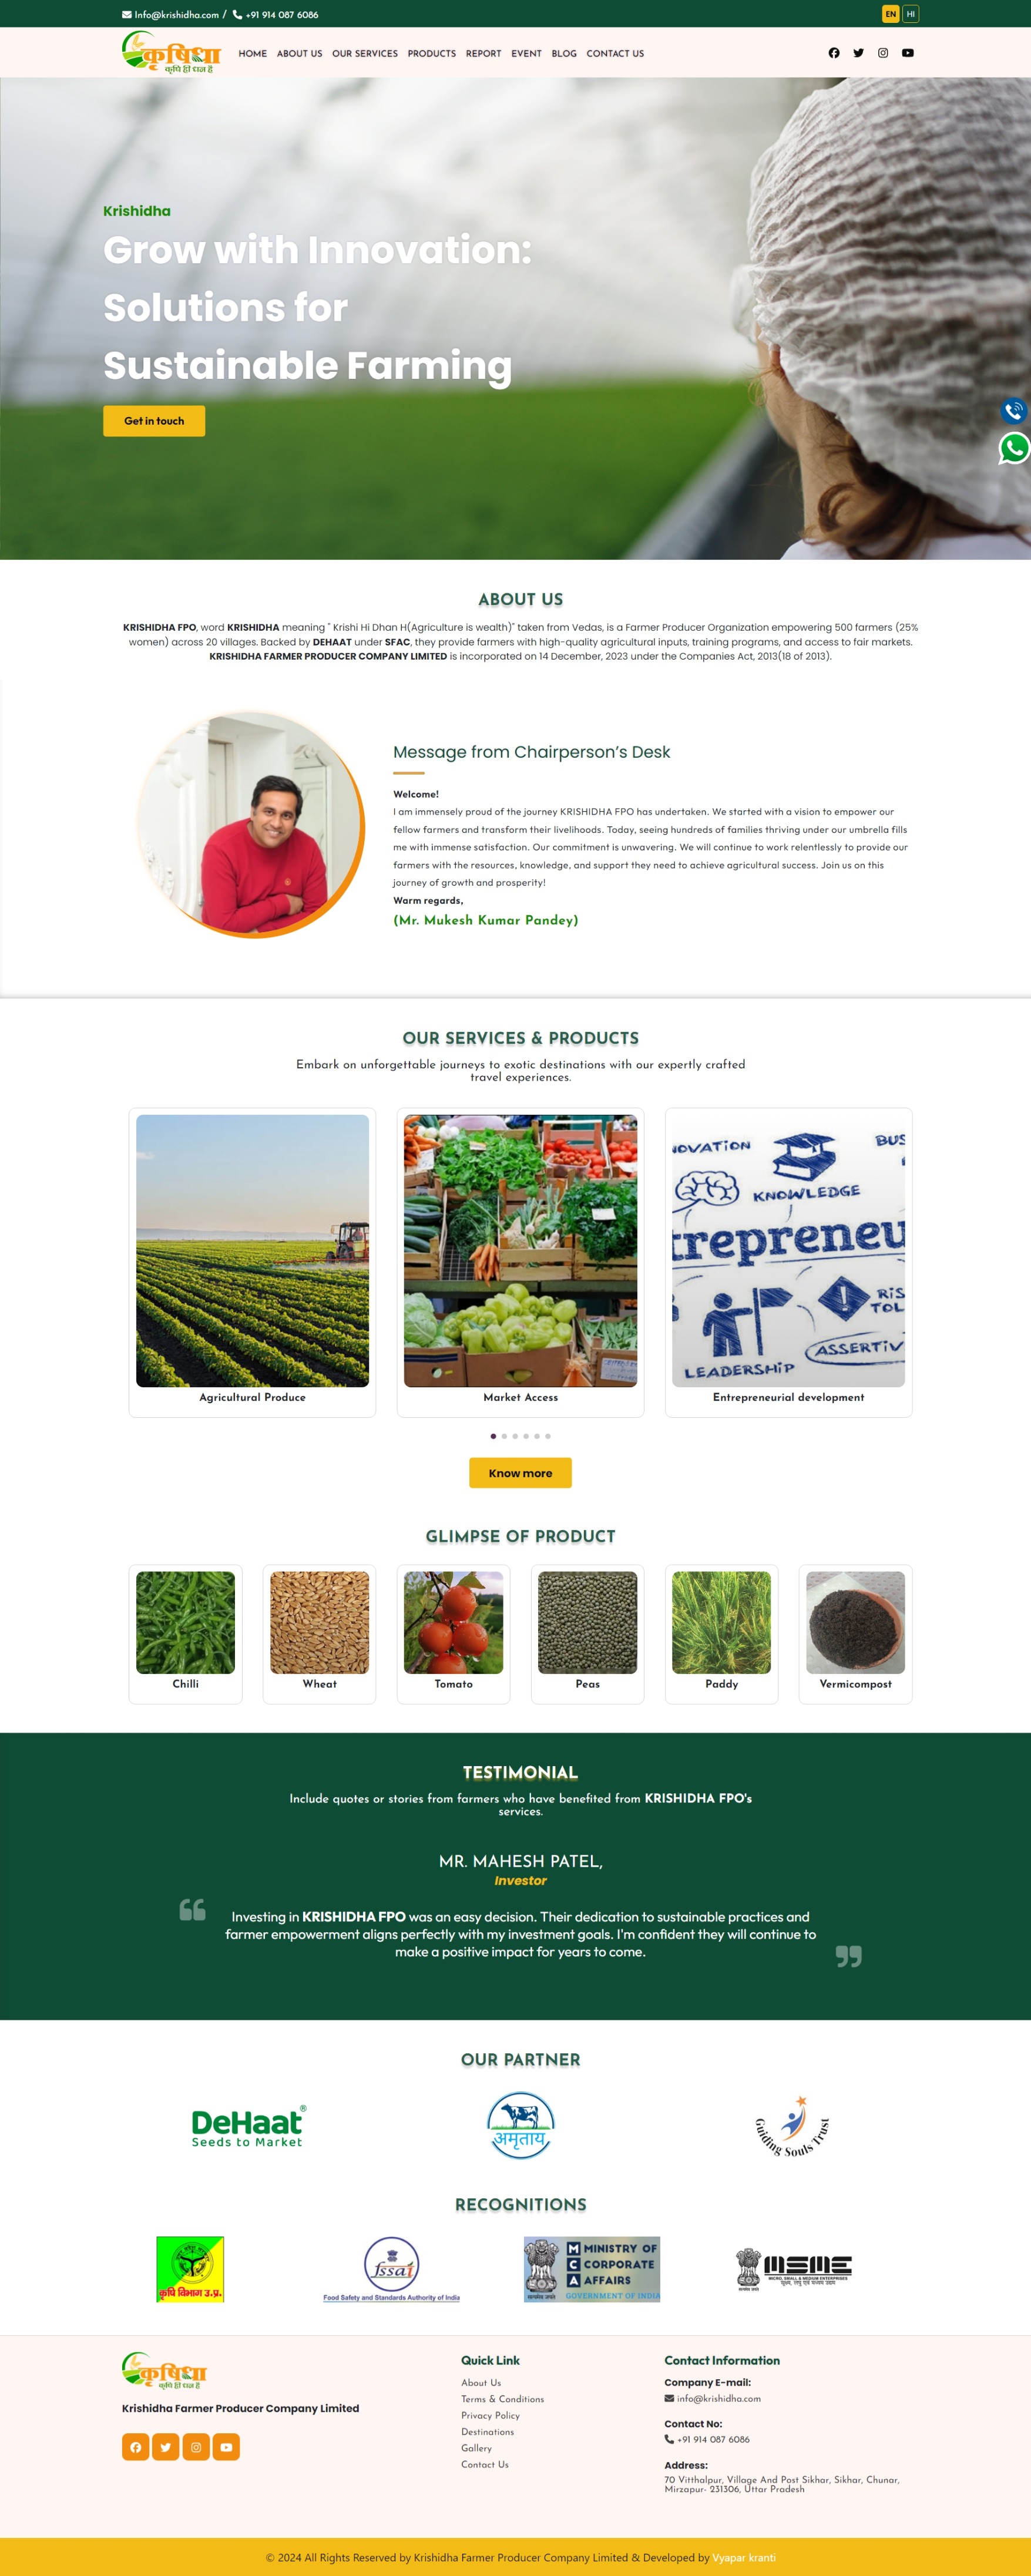 Info@krishidha.com / +91 914 087 6086
EN HI
कृषिधा
कृषि ही धन है
HOME ABOUT US OUR SERVICES PRODUCTS REPORT EVENT BLOG CONTACT US
Krishidha
Grow with Innovation:
Solutions for
Sustainable Farming
Get in touch
ABOUT US
KRISHIDHA FPO, word KRISHIDHA meaning " Krishi Hi Dhan H(Agriculture is wealth)" taken from Vedas, is a Farmer Producer Organization empowering 500 farmers (25%
women) across 20 villages. Backed by DEHAAT under SFAC, they provide farmers with high-quality agricultural inputs, training programs, and access to fair markets.
KRISHIDHA FARMER PRODUCER COMPANY LIMITED is incorporated on 14 December, 2023 under the Companies Act, 2013(18 of 2013).
Message from Chairperson's Desk
Welcome!
I am immensely proud of the journey KRISHIDHA FPO has undertaken. We started with a vision to empower our
fellow farmers and transform their livelihoods. Today, seeing hundreds of families thriving under our umbrella fills
me with immense satisfaction. Our commitment is unwavering. We will continue to work relentlessly to provide our
farmers with the resources, knowledge, and support they need to achieve agricultural success. Join us on this
journey of growth and prosperity!
Warm regards,
(Mr. Mukesh Kumar Pandey)
OUR SERVICES & PRODUCTS
Embark on unforgettable journeys to exotic destinations with our expertly crafted
travel experiences.
OVATION
BUS
KNOWLEDGE
trepreneu
RIS
TOL
LEADERSHIP
ASSERTIV
Agricultural Produce
Market Access
Entrepreneurial development
Know more
GLIMPSE OF PRODUCT
Chilli
Wheat
Tomato
Peas
Paddy
Vermicompost
TESTIMONIAL
Include quotes or stories from farmers who have benefited from KRISHIDHA FPO's
services.
MR. MAHESH PATEL,
Investor
Investing in KRISHIDHA FPO was an easy decision. Their dedication to sustainable practices and
farmer empowerment aligns perfectly with my investment goals. I'm confident they will continue to
make a positive impact for years to come.
OUR PARTNER
DeHaat®
Seeds to Market
अमृताय
Guiding Souls Trust
RECOGNITIONS
कृषि विभाग उ.प्र.
fssai
Food Safety and Standards Authority of India
MCA
MINISTRY OF
CORPORATE
AFFAIRS
GOVERNMENT OF INDIA
सत्यमेव जयते
MSME
MICRO, SMALL & MEDIUM ENTERPRISES
सूक्ष्म, लघु एवं मध्यम उद्यम
कृषिधा
कृषि ही धन है
Krishidha Farmer Producer Company Limited
Quick Link
About Us
Terms & Conditions
Privacy Policy
Destinations
Gallery
Contact Us
Contact Information
Company E-mail:
info@krishidha.com
Contact No:
+91 914 087 6086
Address:
70 Vitthalpur, Village And Post Sikhar, Sikhar, Chunar,
Mirzapur- 231306, Uttar Pradesh
© 2024 All Rights Reserved by Krishidha Farmer Producer Company Limited & Developed by Vyapar kranti